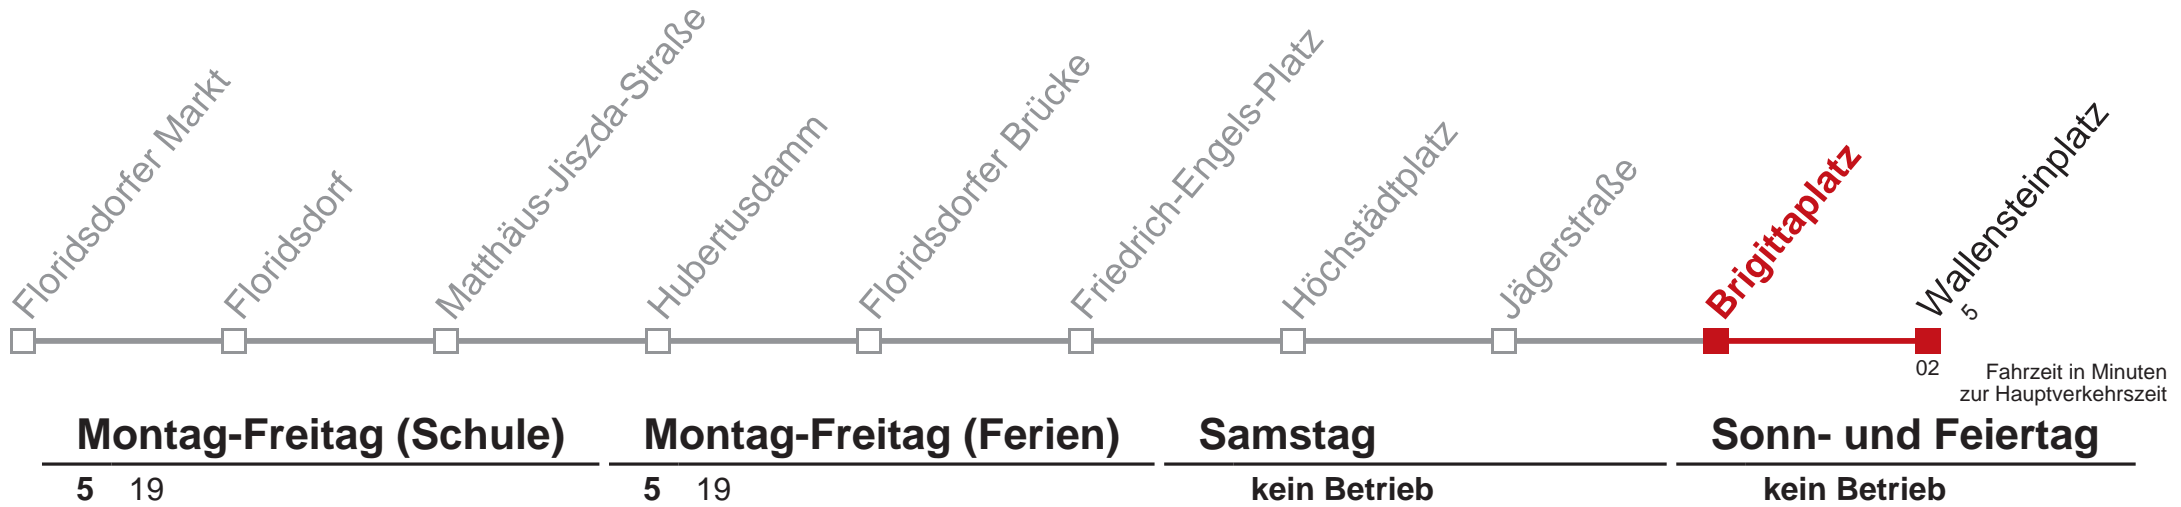 Floridsdorfer Markt
Floridsdorf
Matthäus-Jiszda-Straße
Hubertusdamm
Floridsdorfer Brücke
Friedrich-Engels-Platz
Höchstädtplatz
Jägerstraße
Brigittaplatz
Wallensteinplatz
5
02
Fahrzeit in Minuten
zur Hauptverkehrszeit
Montag-Freitag (Schule) Montag-Freitag (Ferien) Samstag Sonn- und Feiertag
5 19 5 19 kein Betrieb kein Betrieb